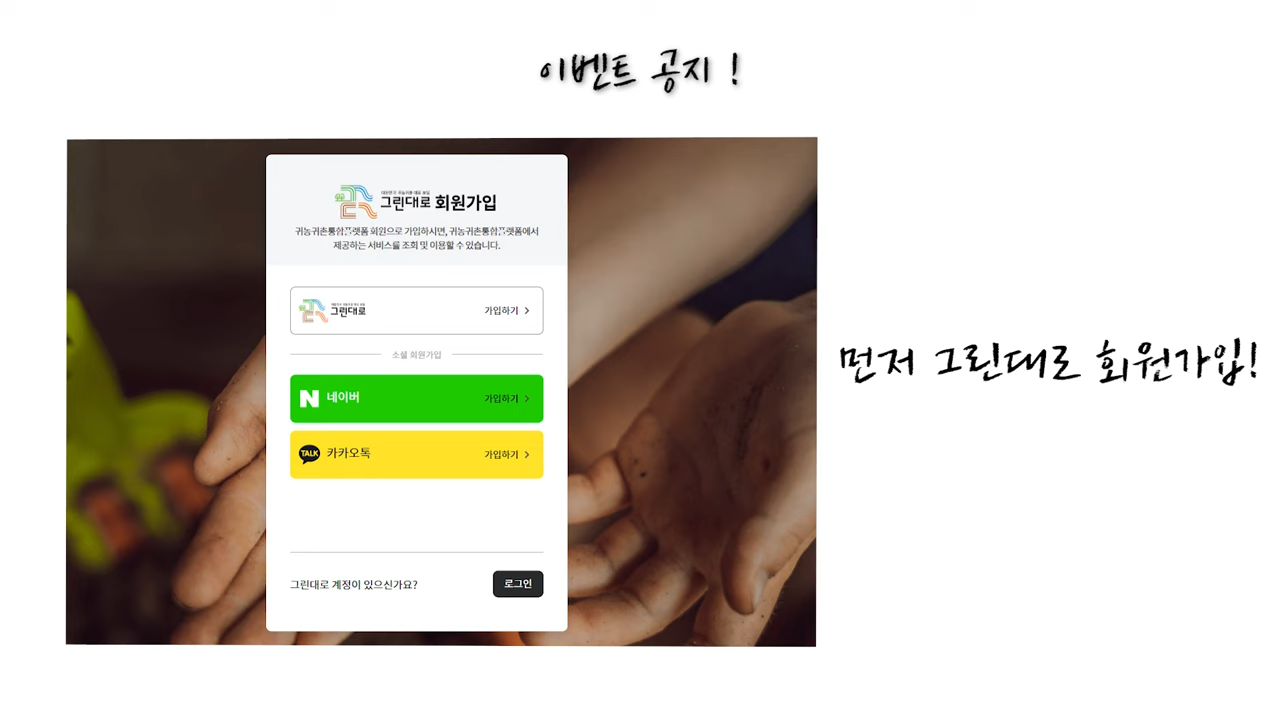 이벤트 공지 !
그린대로 회원가입
귀농귀촌통합플랫폼 회원으로 가입하시면, 귀농귀촌통합플랫폼에서
제공하는 서비스를 조회 및 이용할 수 있습니다.
그린대로 가입하기 >
소셜 회원가입
N 네이버 가입하기 >
TALK 카카오톡 가입하기 >
그린대로 계정이 있으신가요? 로그인
먼저 그린대로 회원가입!